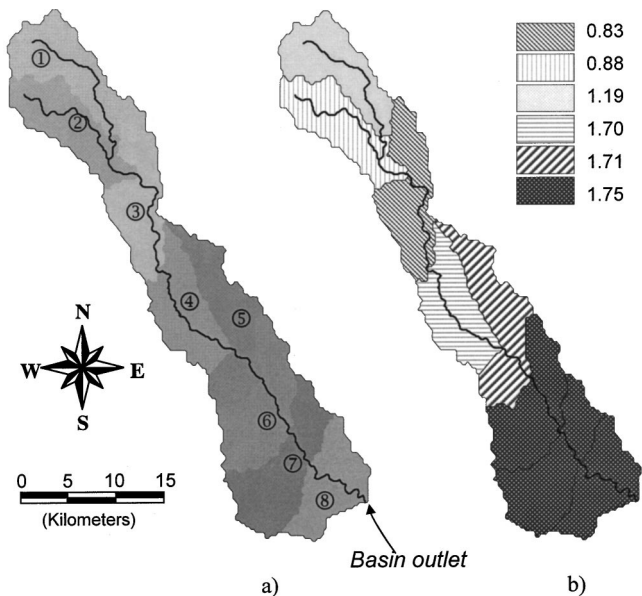 ①
②
③
④
⑤
⑥
⑦
⑧
N
W E
S
0 5 10 15
(Kilometers)
Basin outlet
a)
0.83
0.88
1.19
1.70
1.71
1.75
b)